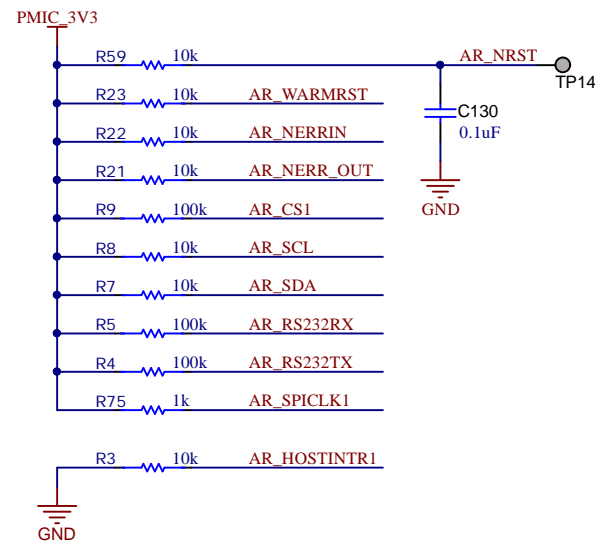 PMIC_3V3
R59 10k AR_NRST
TP14
R23 10k AR_WARMRST
C130
R22 10k AR_NERRIN
0.1uF
R21 10k AR_NERR_OUT
R9 100k AR_CS1
GND
R8 10k AR_SCL
R7 10k AR_SDA
R5 100k AR_RS232RX
R4 100k AR_RS232TX
R75 1k AR_SPICLK1
R3 10k AR_HOSTINTR1
GND